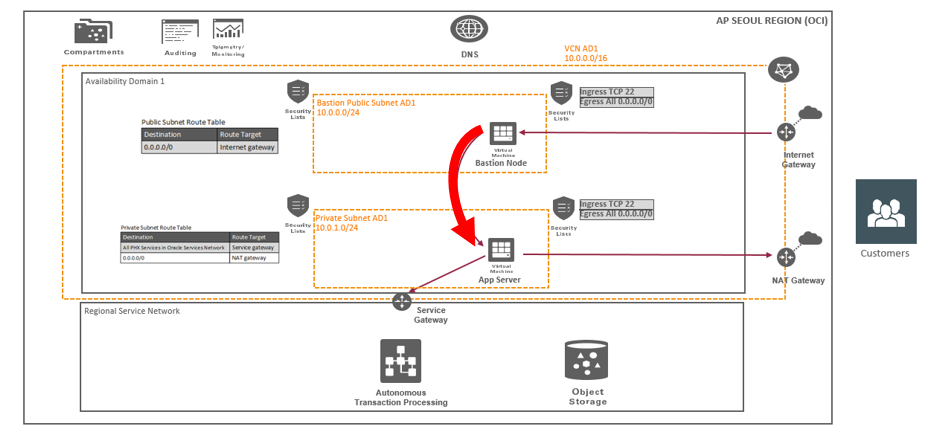 AP SEOUL REGION (OCI)
Compartments
Auditing
Telemetry/
Monitoring
DNS
VCN AD1
10.0.0.0/16
Availability Domain 1
Security
Lists
Bastion Public Subnet AD1
10.0.0.0/24
Security
Lists
Ingress TCP 22
Egress All 0.0.0.0/0
Public Subnet Route Table
Destination Route Target
0.0.0.0/0 Internet gateway
Virtual
Machine
Bastion Node
Internet
Gateway
Security
Lists
Private Subnet AD1
10.0.1.0/24
Security
Lists
Ingress TCP 22
Egress All 0.0.0.0/0
Private Subnet Route Table
Destination Route Target
All PHX Services in Oracle Services Network Service gateway
0.0.0.0/0 NAT gateway
Virtual
Machine
App Server
NAT Gateway
Customers
Regional Service Network
Service
Gateway
Autonomous
Transaction Processing
Object
Storage